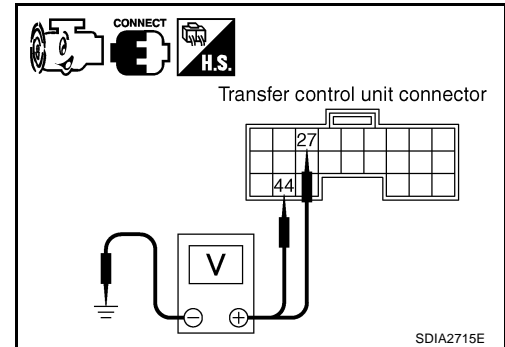 CONNECT
H.S.
Transfer control unit connector
27
44
V
− +
SDIA2715E